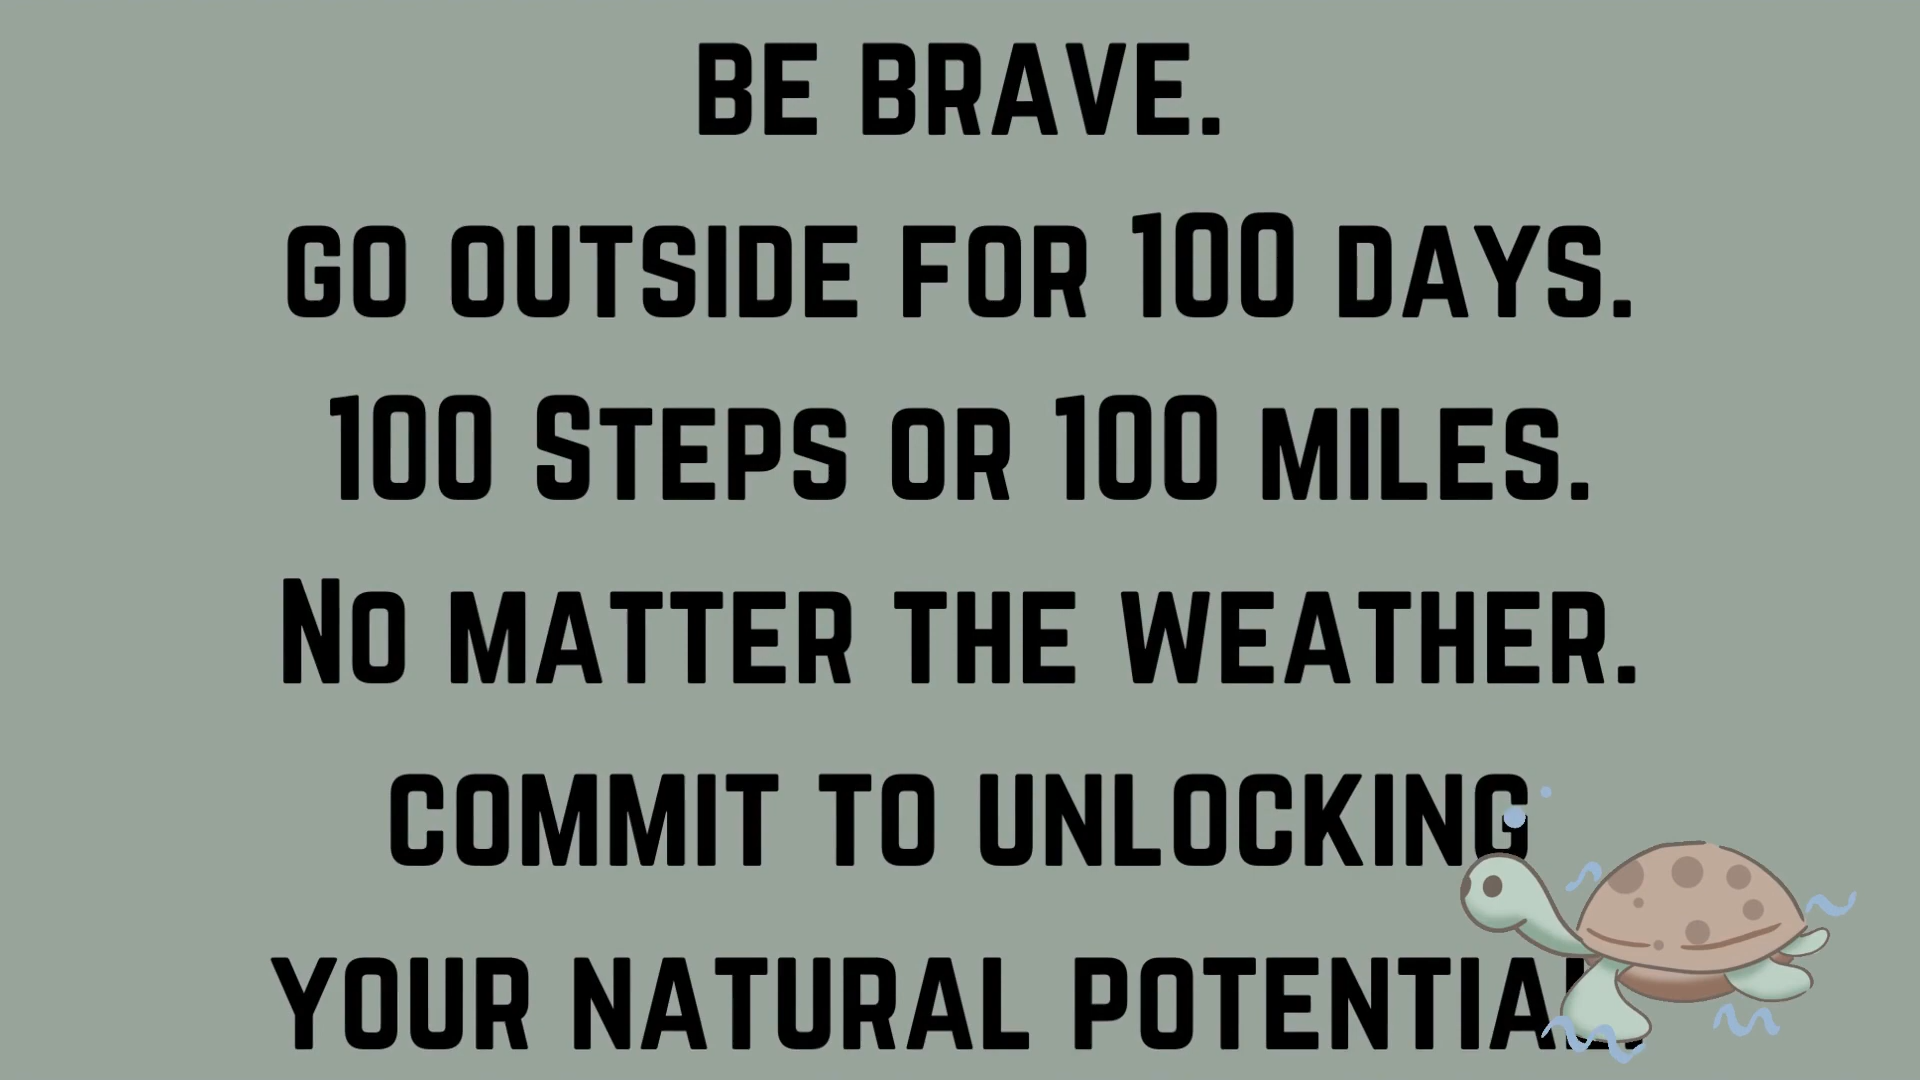 BE BRAVE.
GO OUTSIDE FOR 100 DAYS.
100 STEPS OR 100 MILES.
NO MATTER THE WEATHER.
COMMIT TO UNLOCKING
YOUR NATURAL POTENTIAL.